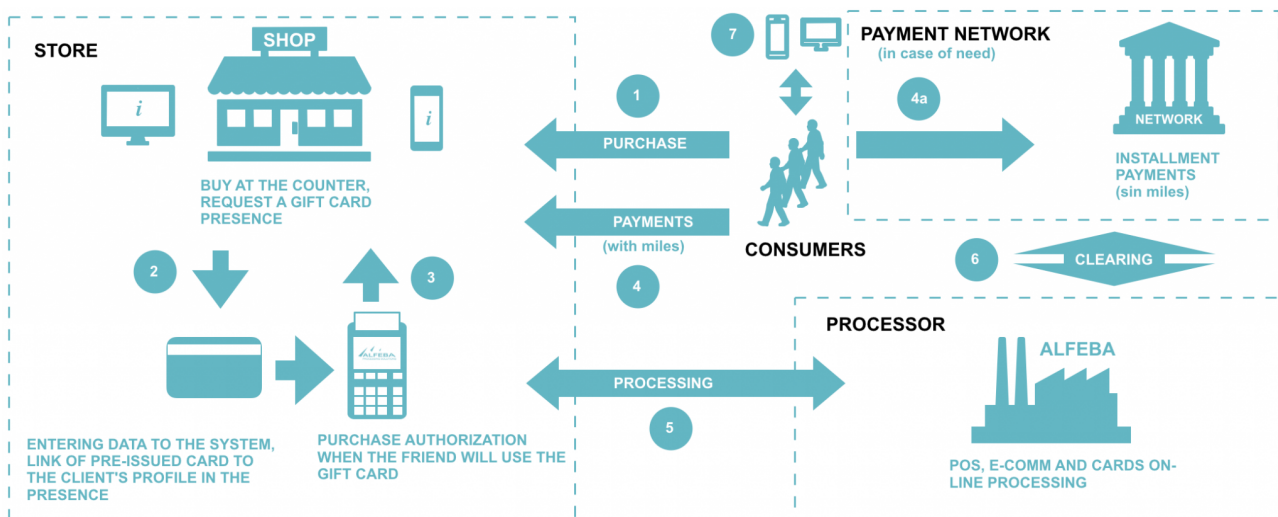 STORE
SHOP
i
i
BUY AT THE COUNTER,
REQUEST A GIFT CARD
PRESENCE
2
3
ALFEBA
ENTERING DATA TO THE SYSTEM,
LINK OF PRE-ISSUED CARD TO
THE CLIENT'S PROFILE IN THE
PRESENCE
PURCHASE AUTHORIZATION
WHEN THE FRIEND WILL USE THE
GIFT CARD
1
PURCHASE
PAYMENTS
(with miles)
4
7
CONSUMERS
PROCESSING
5
PAYMENT NETWORK
(in case of need)
4a
NETWORK
INSTALLMENT
PAYMENTS
(sin miles)
6
CLEARING
PROCESSOR
ALFEBA
POS, E-COMM AND CARDS ON-
LINE PROCESSING